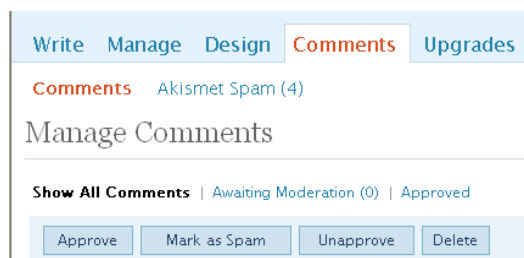 Write Manage Design Comments Upgrades
Comments Akismet Spam (4)
Manage Comments
Show All Comments | Awaiting Moderation (0) | Approved
Approve Mark as Spam Unapprove Delete